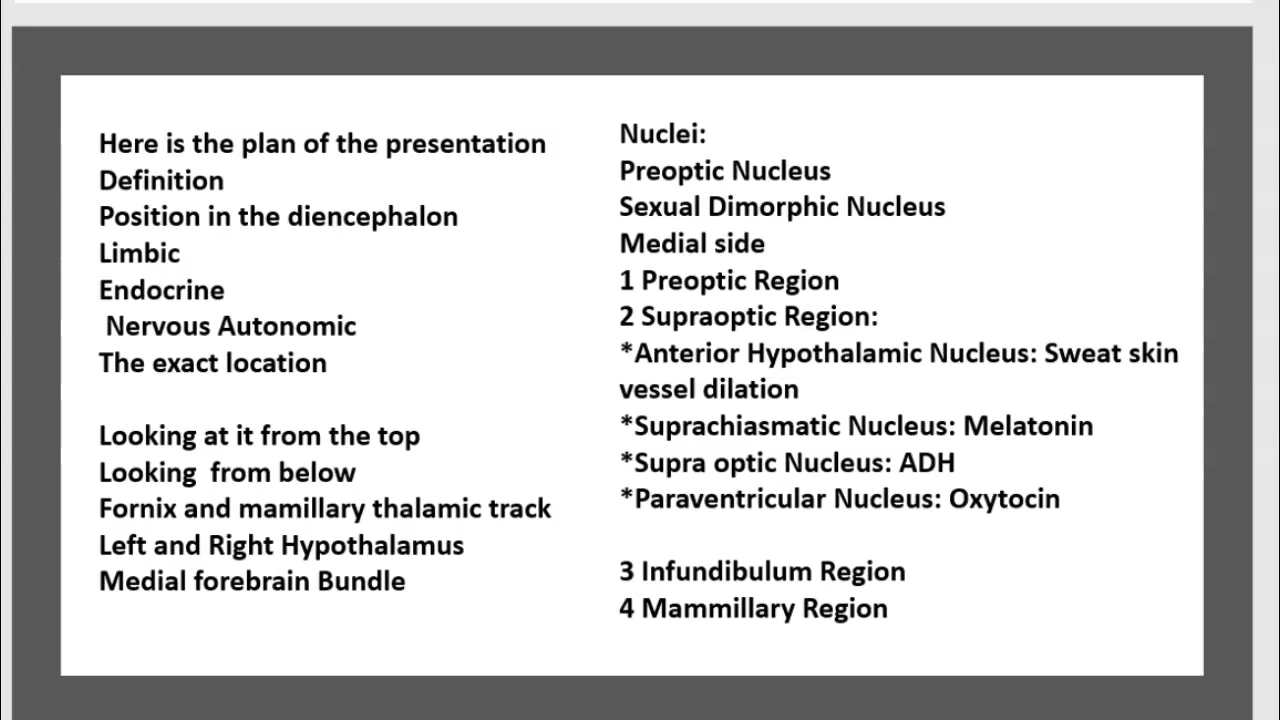 Here is the plan of the presentation
Definition
Position in the diencephalon
Limbic
Endocrine
Nervous Autonomic
The exact location
Looking at it from the top
Looking  from below
Fornix and mamillary thalamic track
Left and Right Hypothalamus
Medial forebrain Bundle
Nuclei:
Preoptic Nucleus
Sexual Dimorphic Nucleus
Medial side
1 Preoptic Region
2 Supraoptic Region:
*Anterior Hypothalamic Nucleus: Sweat skin
vessel dilation
*Suprachiasmatic Nucleus: Melatonin
*Supra optic Nucleus: ADH
*Paraventricular Nucleus: Oxytocin
3 Infundibulum Region
4 Mammillary Region